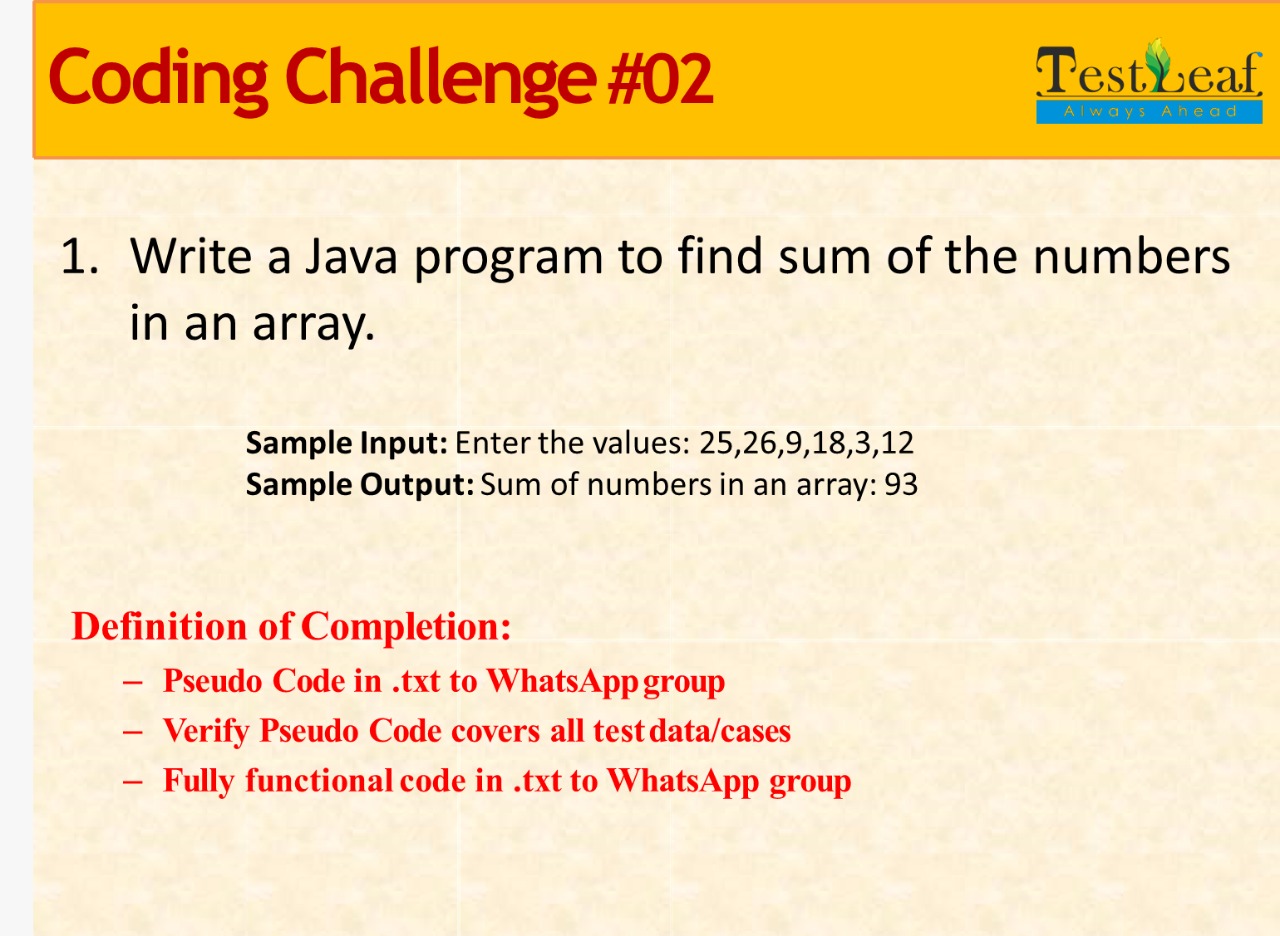 Coding Challenge #02
TestLeaf
Always Ahead
1. Write a Java program to find sum of the numbers
in an array.
Sample Input: Enter the values: 25,26,9,18,3,12
Sample Output: Sum of numbers in an array: 93
Definition of Completion:
– Pseudo Code in .txt to WhatsApp group
– Verify Pseudo Code covers all test data/cases
– Fully functional code in .txt to WhatsApp group